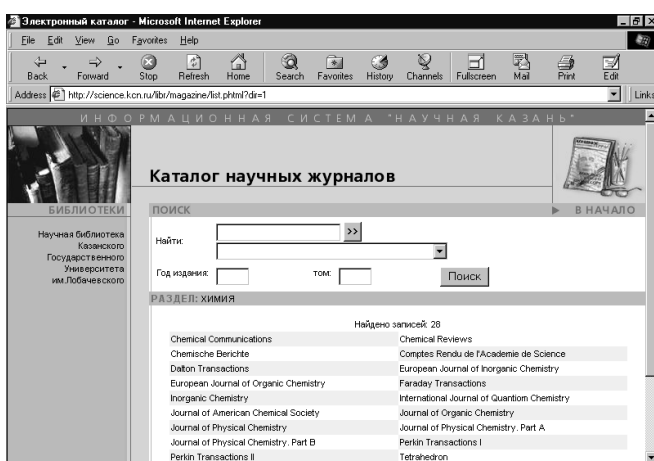 Электронный каталог - Microsoft Internet Explorer
File Edit View Go Favorites Help
Back Forward Stop Refresh Home Search Favorites History Channels Fullscreen Mail Print Edit
Address http://science.kcn.ru/libr/magazine/list.phtml?dir=1 Links
ИНФОРМАЦИОННАЯ СИСТЕМА "НАУЧНАЯ КАЗАНЬ"
Каталог научных журналов
БИБЛИОТЕКИ ПОИСК В НАЧАЛО
Научная библиотека
Казанского
Государственного
Университета
им.Лобачевского
Найти: >>
Год издания: том: Поиск
РАЗДЕЛ: ХИМИЯ
Найдено записей: 28
Chemical Communications Chemical Reviews
Chemische Berichte Comptes Rendu de l'Academie de Science
Dalton Transactions European Journal of Inorganic Chemistry
European Journal of Organic Chemistry Faraday Transactions
Inorganic Chemistry International Journal of Quantiom Chemistry
Journal of American Chemical Society Journal of Organic Chemistry
Journal of Physical Chemistry Journal of Physical Chemistry. Part A
Journal of Physical Chemistry. Part B Perkin Transactions I
Perkin Transactions II Tetrahedron